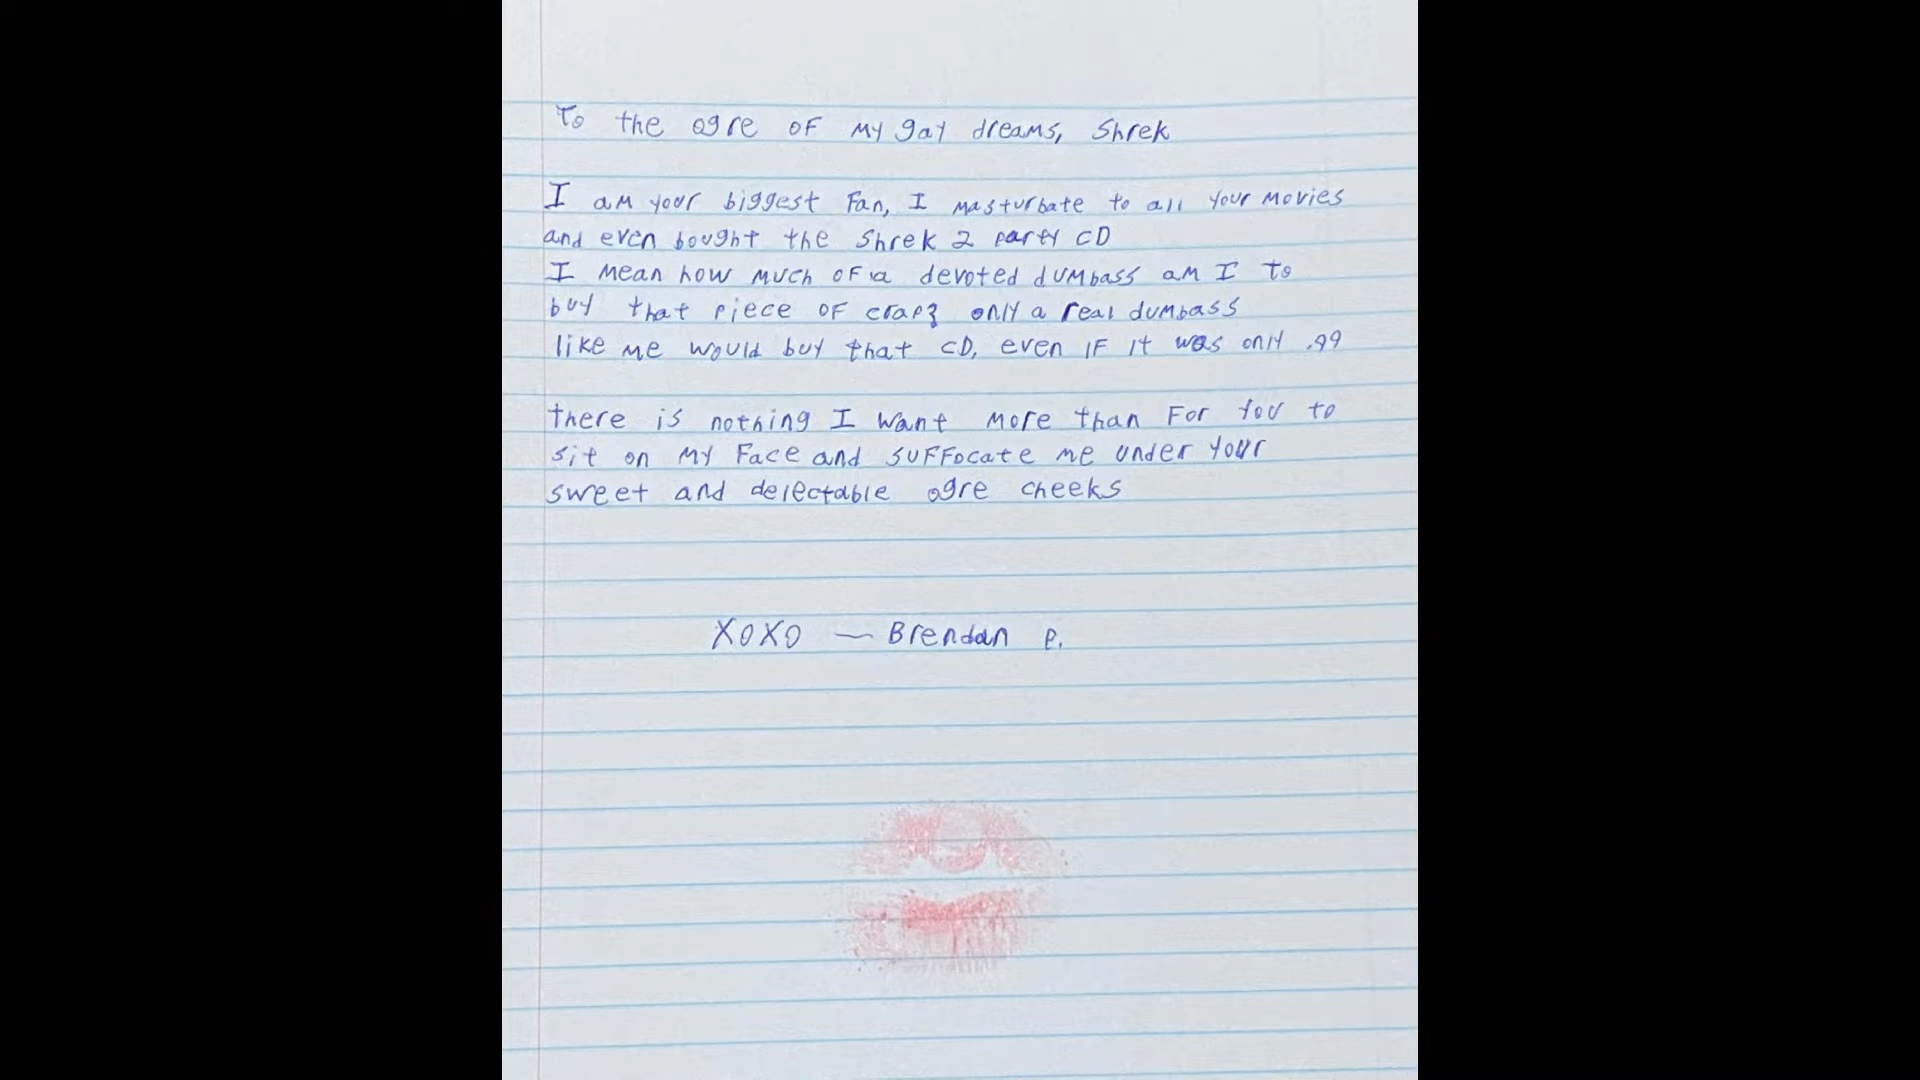 To the ogre OF My gay dreams, Shrek
I am your biggest Fan, I Masturbate to all Your Movies
and even bought the Shrek 2 party CD
I Mean how much OF a devoted dumbass am I to
buy that piece OF crap? only a real dumbass
like me would buy that CD, even if it was only .99
there is nothing I want more than For You to
sit on my Face and suffocate me under your
sweet and delectable ogre cheeks
XOXO — Brendan P.